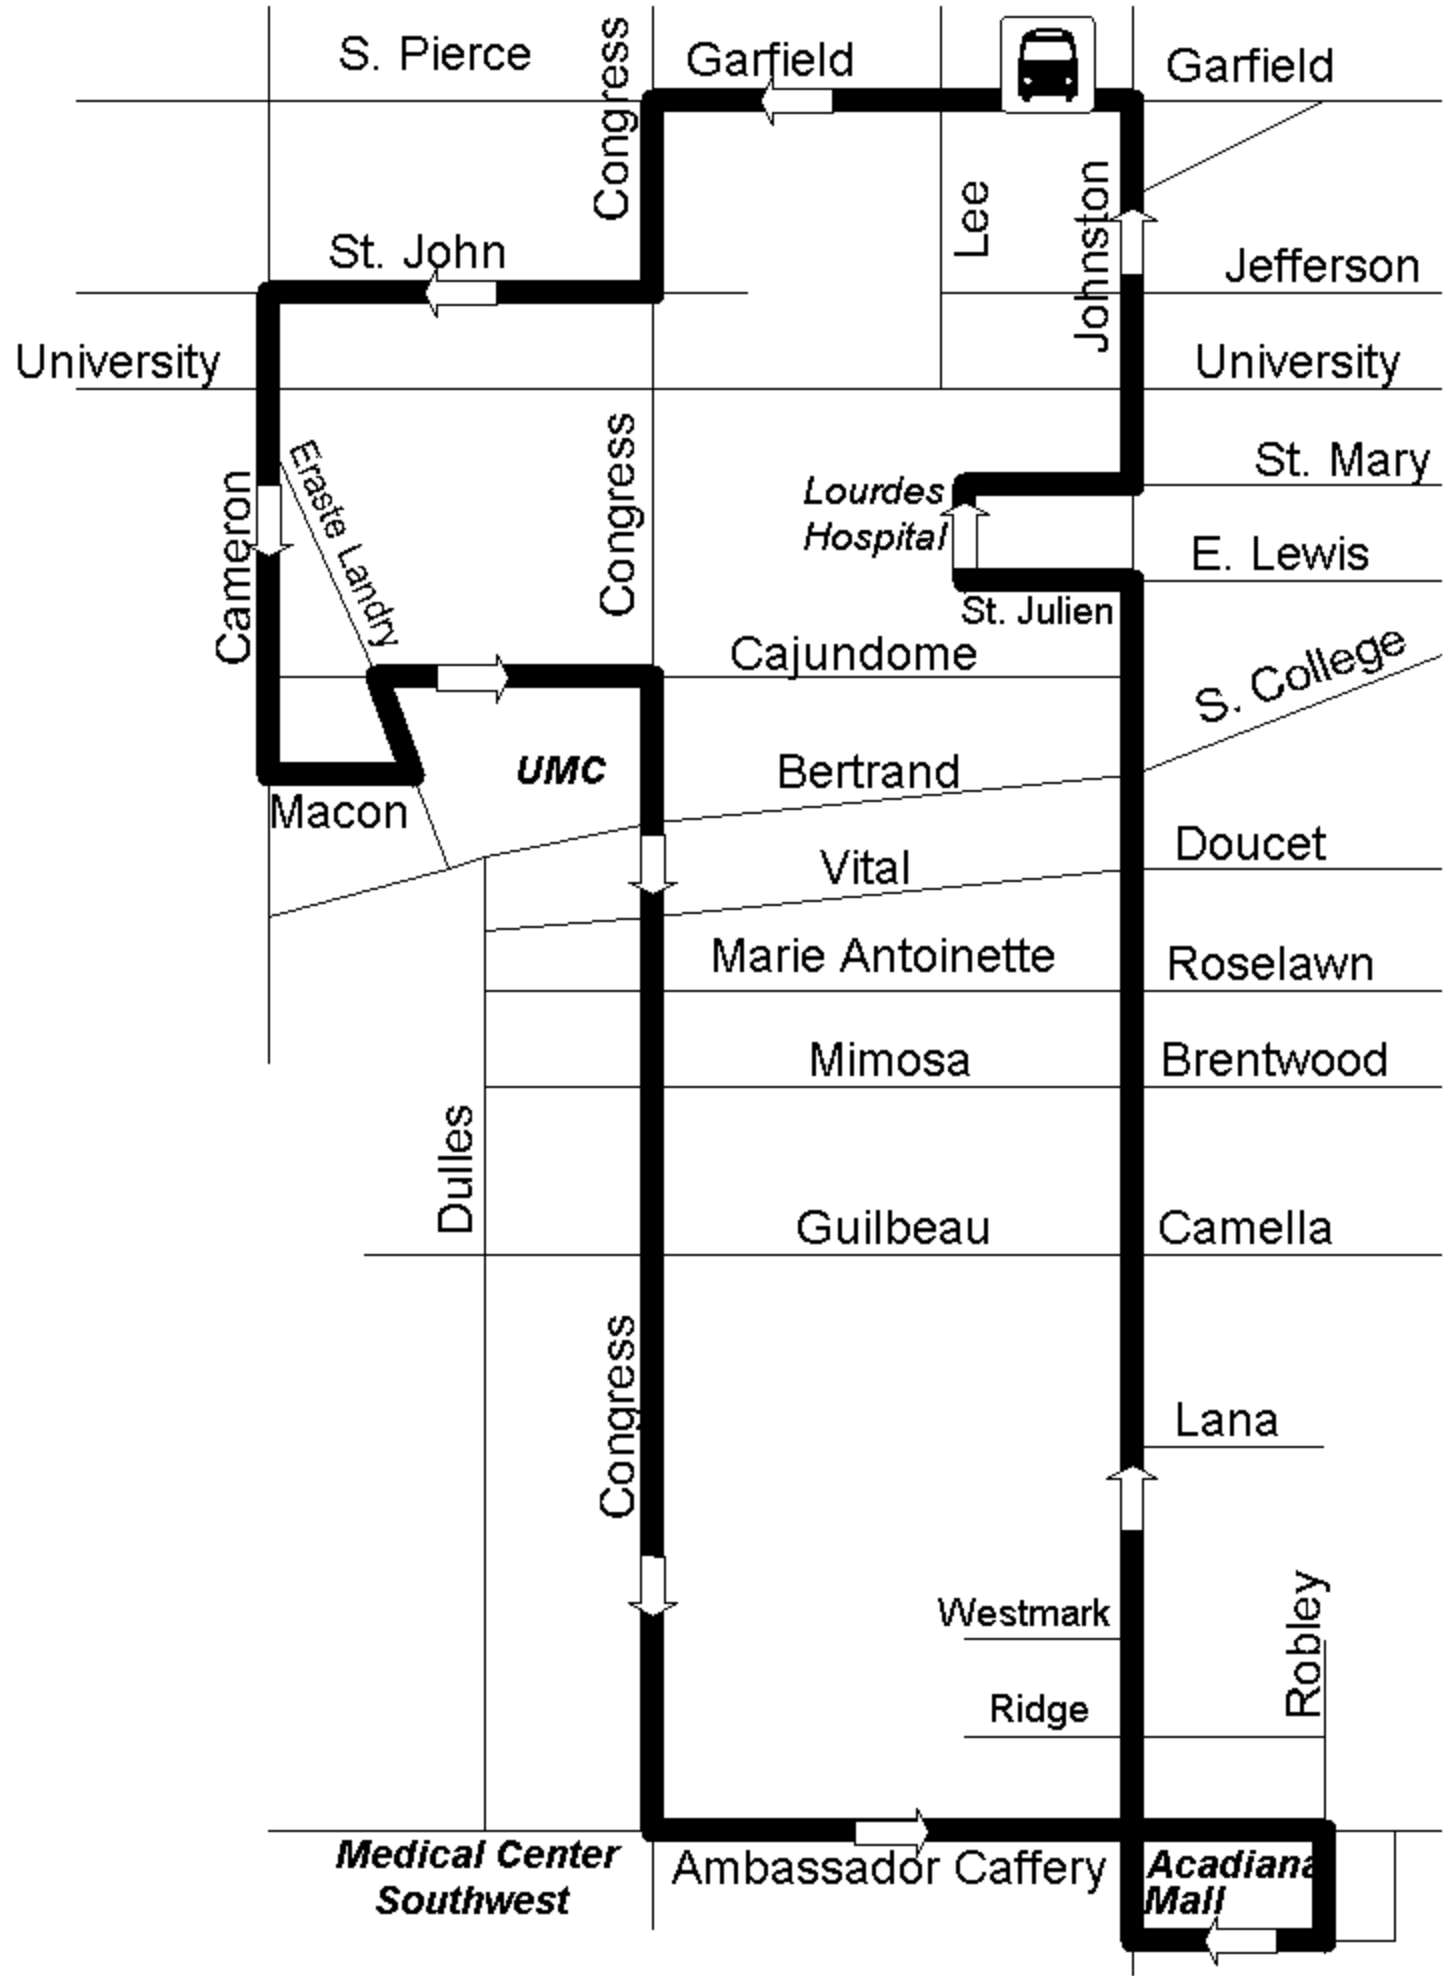 S. Pierce
Congress
Garfield
Garfield
Lee
Johnston
St. John
Jefferson
University
University
Eraste Landry
Congress
Cameron
Lourdes
Hospital
St. Mary
E. Lewis
St. Julien
Cajundome
S. College
UMC
Bertrand
Macon
Vital
Doucet
Marie Antoinette
Roselawn
Mimosa
Brentwood
Dulles
Guilbeau
Camella
Congress
Lana
Westmark
Robley
Ridge
Medical Center
Southwest
Ambassador Caffery
Acadiana
Mall